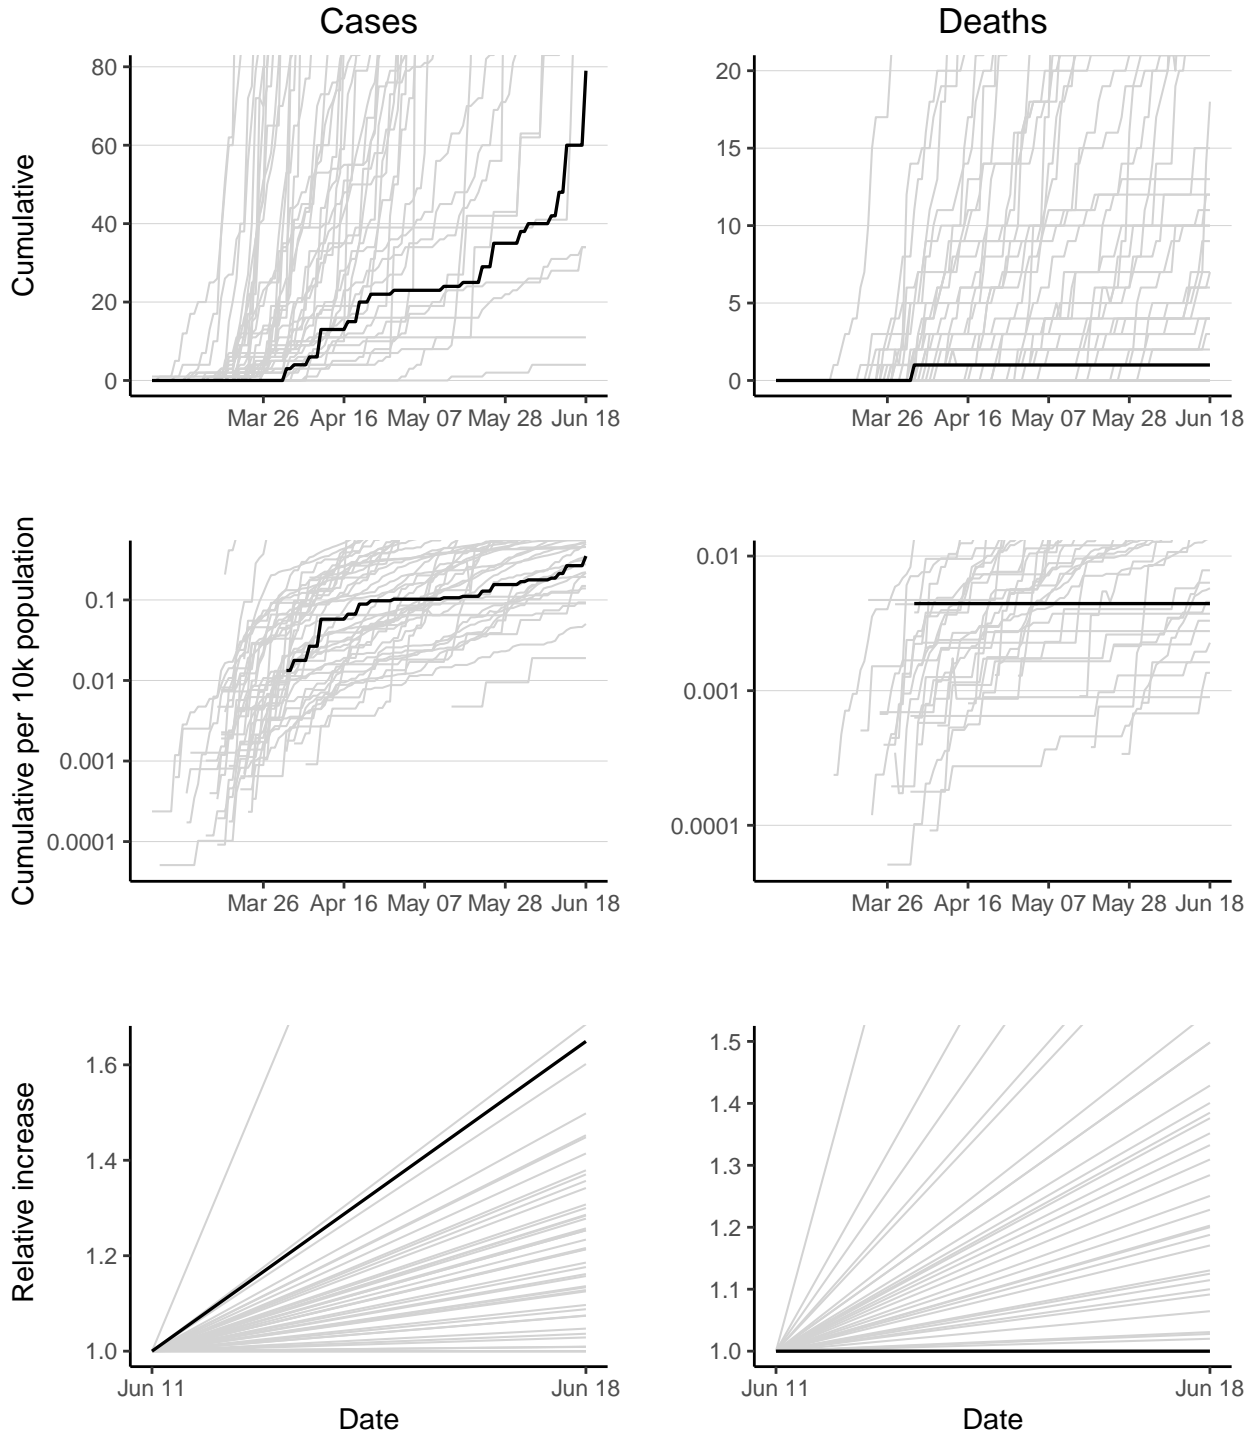 Cases
Deaths
Cumulative
80
60
40
20
0
Mar 26 Apr 16 May 07 May 28 Jun 18
20
15
10
5
0
Mar 26 Apr 16 May 07 May 28 Jun 18
Cumulative per 10k population
0.1
0.01
0.001
0.0001
Mar 26 Apr 16 May 07 May 28 Jun 18
0.01
0.001
0.0001
Mar 26 Apr 16 May 07 May 28 Jun 18
Relative increase
1.6
1.4
1.2
1.0
Jun 11 Jun 18
Date
1.5
1.4
1.3
1.2
1.1
1.0
Jun 11 Jun 18
Date